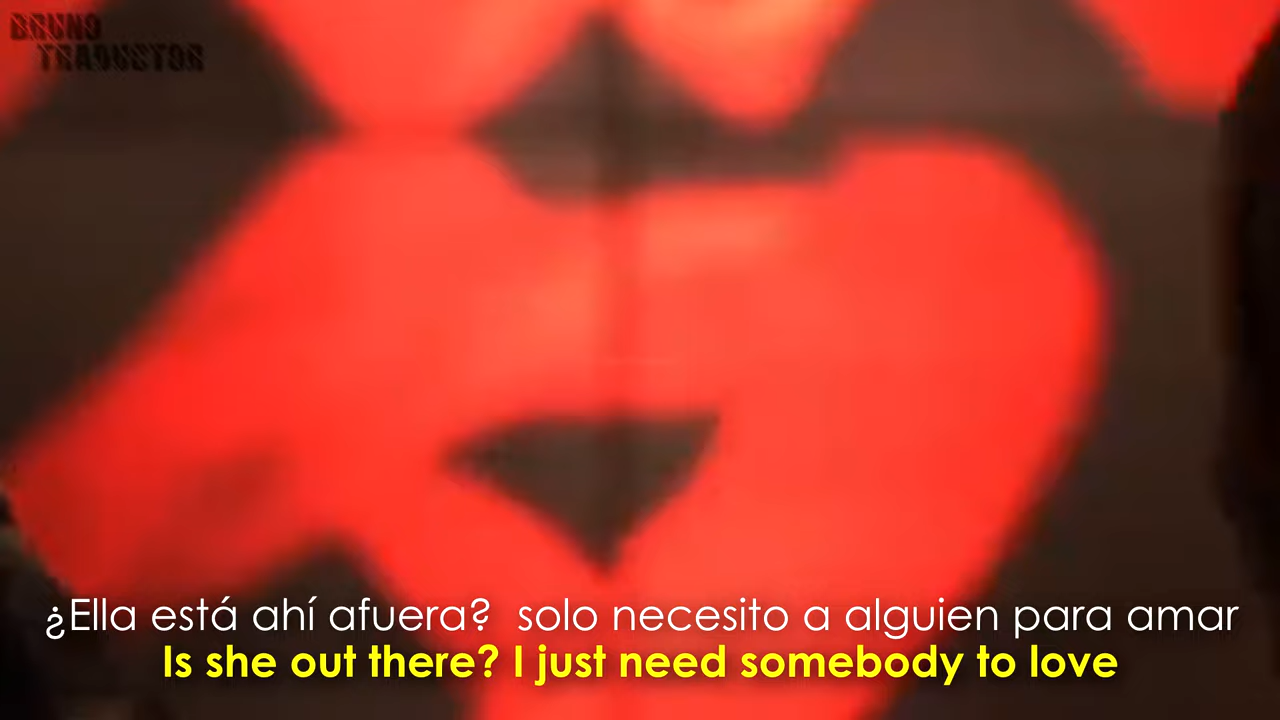 BRUNO
TRADUCTOR
¿Ella está ahí afuera?  solo necesito a alguien para amar
Is she out there? I just need somebody to love